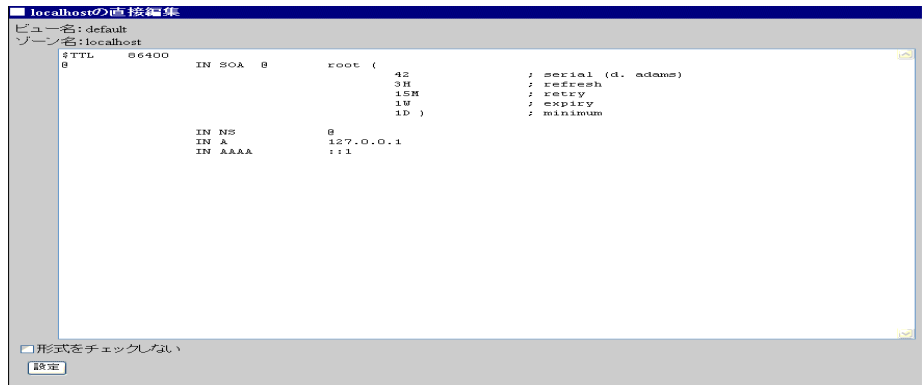 localhostの直接編集
ビュー名：default
ゾーン名：localhost
$TTL 86400
@ IN SOA @ root (
42 ; serial (d. adams)
3H ; refresh
15M ; retry
1W ; expiry
1D ) ; minimum
IN NS @
IN A 127.0.0.1
IN AAAA ::1
形式をチェックしない
設定